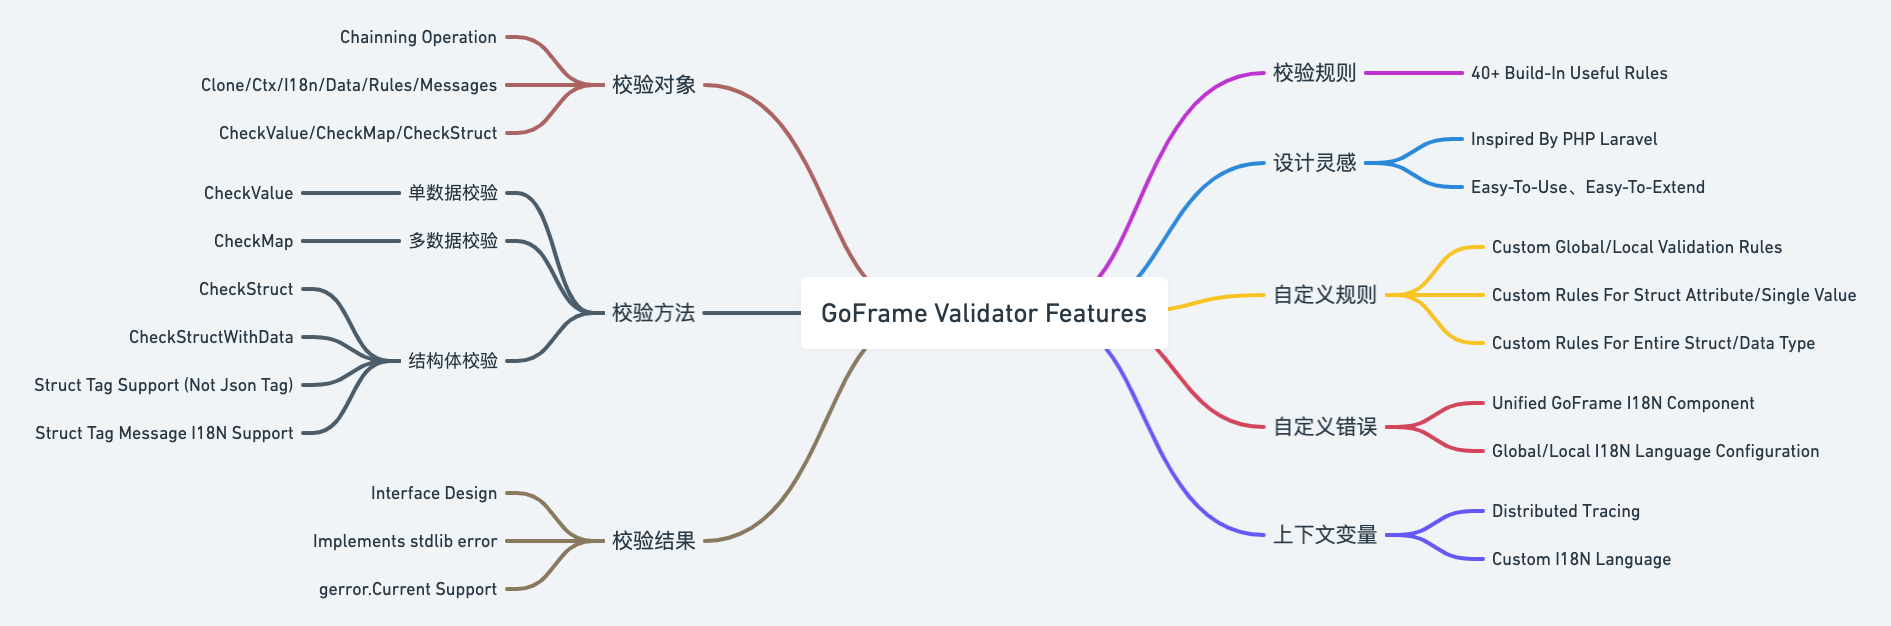 GoFrame Validator Features
校验对象
Chainning Operation
Clone/Ctx/I18n/Data/Rules/Messages
CheckValue/CheckMap/CheckStruct
校验方法
单数据校验
CheckValue
多数据校验
CheckMap
结构体校验
CheckStruct
CheckStructWithData
Struct Tag Support (Not Json Tag)
Struct Tag Message I18N Support
校验结果
Interface Design
Implements stdlib error
gerror.Current Support
校验规则
40+ Build-In Useful Rules
设计灵感
Inspired By PHP Laravel
Easy-To-Use、Easy-To-Extend
自定义规则
Custom Global/Local Validation Rules
Custom Rules For Struct Attribute/Single Value
Custom Rules For Entire Struct/Data Type
自定义错误
Unified GoFrame I18N Component
Global/Local I18N Language Configuration
上下文变量
Distributed Tracing
Custom I18N Language